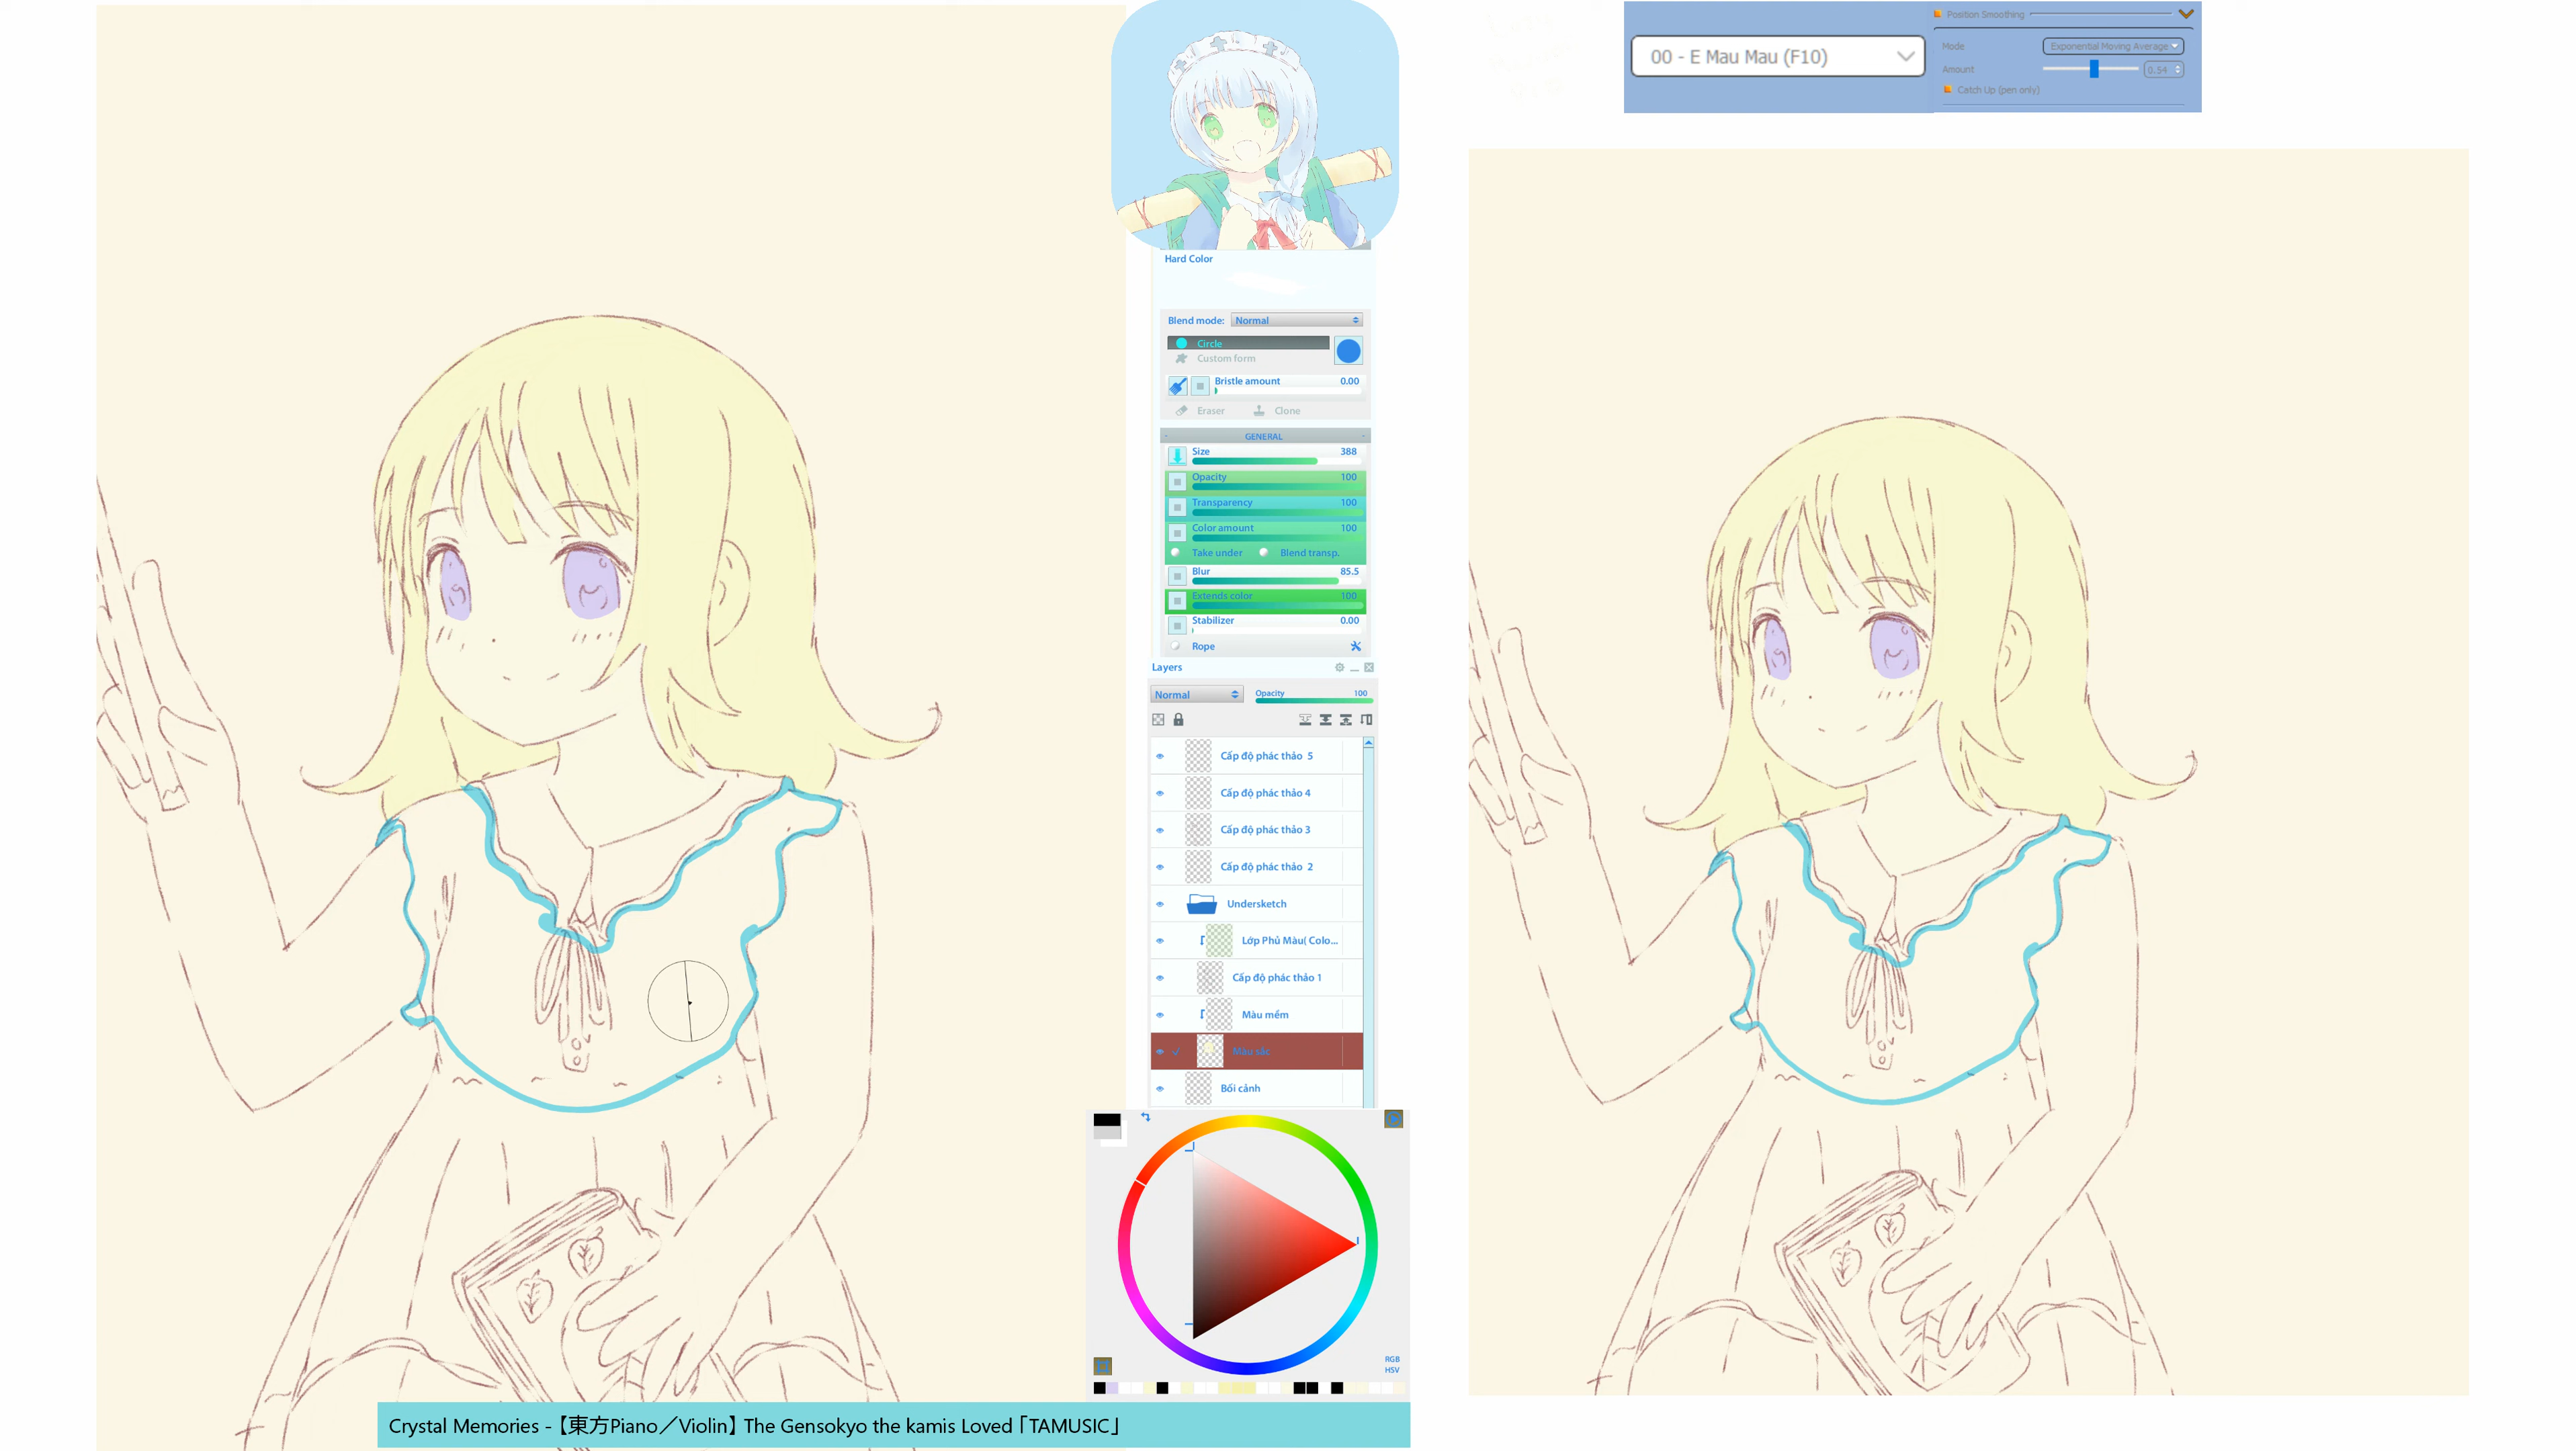 00 - E Mau Mau (F10)
Position Smoothing
Mode
Exponential Moving Average
Amount
0.54
Catch Up (pen only)
Hard Color
Blend mode: Normal
Circle
Custom form
Bristle amount 0.00
Eraser Clone
GENERAL
Size 388
Opacity 100
Transparency 100
Color amount 100
Take under Blend transp.
Blur 85.5
Extends color 100
Stabilizer 0.00
Rope
Layers
Normal Opacity 100
Cấp độ phác thảo 5
Cấp độ phác thảo 4
Cấp độ phác thảo 3
Cấp độ phác thảo 2
Undersketch
Lớp Phủ Màu( Colo...
Cấp độ phác thảo 1
Màu mềm
Màu sắc
Bối cảnh
RGB
HSV
Crystal Memories -【東方Piano／Violin】The Gensokyo the kamis Loved「TAMUSIC」